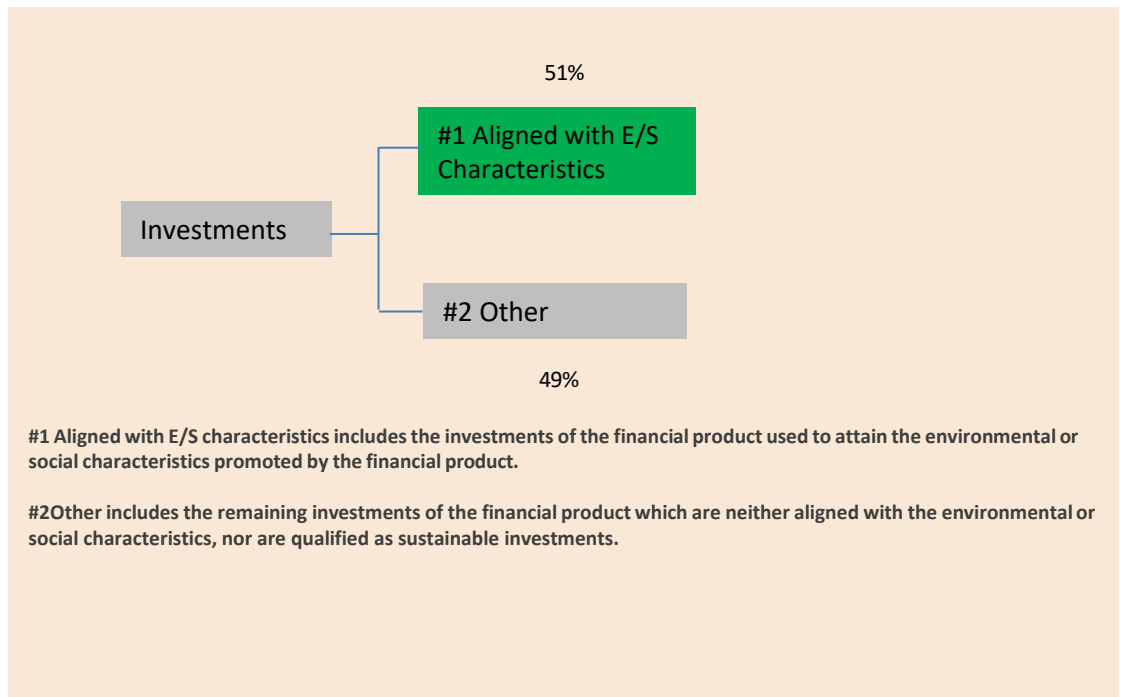 51%
#1 Aligned with E/S
Characteristics
Investments
#2 Other
49%
#1 Aligned with E/S characteristics includes the investments of the financial product used to attain the environmental or
social characteristics promoted by the financial product.
#2Other includes the remaining investments of the financial product which are neither aligned with the environmental or
social characteristics, nor are qualified as sustainable investments.